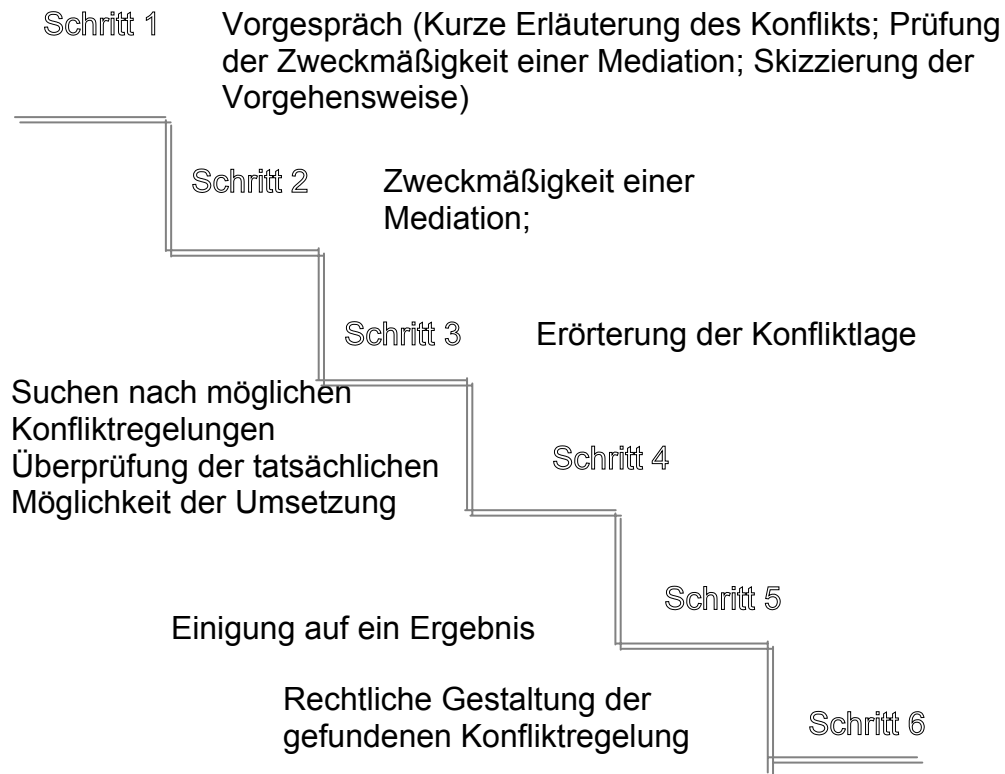 Schritt 1
Vorgespräch (Kurze Erläuterung des Konflikts; Prüfung
der Zweckmäßigkeit einer Mediation; Skizzierung der
Vorgehensweise)
Schritt 2
Zweckmäßigkeit einer
Mediation;
Schritt 3
Erörterung der Konfliktlage
Suchen nach möglichen
Konfliktregelungen
Überprüfung der tatsächlichen
Möglichkeit der Umsetzung
Schritt 4
Einigung auf ein Ergebnis
Schritt 5
Rechtliche Gestaltung der
gefundenen Konfliktregelung
Schritt 6